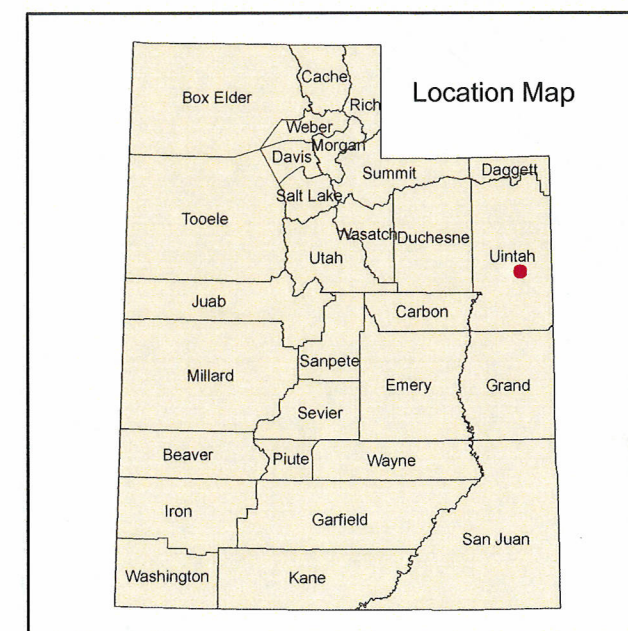 Location Map
Cache
Box Elder
Rich
Weber
Morgan
Davis
Summit
Daggett
Salt Lake
Tooele
Wasatch
Duchesne
Utah
Uintah
Juab
Carbon
Sanpete
Millard
Emery
Grand
Sevier
Beaver
Piute
Wayne
Iron
Garfield
San Juan
Washington
Kane